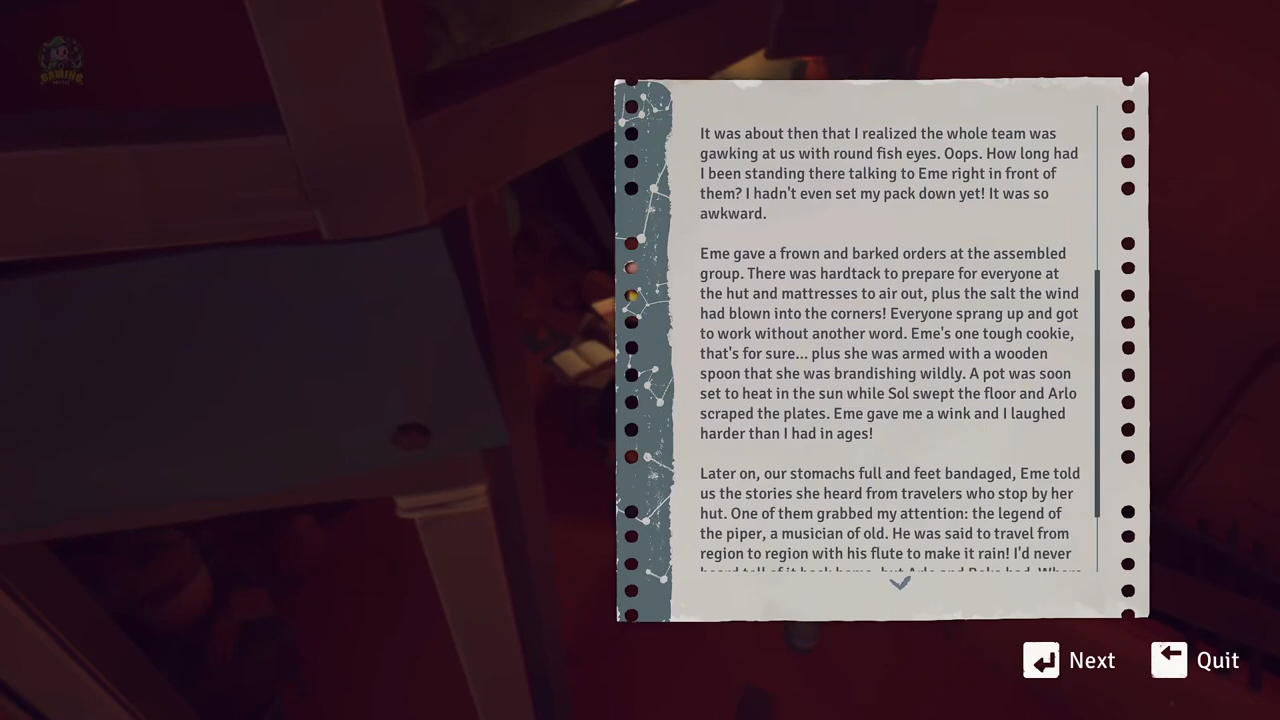 GAMING
It was about then that I realized the whole team was
gawking at us with round fish eyes. Oops. How long had
I been standing there talking to Eme right in front of
them? I hadn't even set my pack down yet! It was so
awkward.
Eme gave a frown and barked orders at the assembled
group. There was hardtack to prepare for everyone at
the hut and mattresses to air out, plus the salt the wind
had blown into the corners! Everyone sprang up and got
to work without another word. Eme's one tough cookie,
that's for sure... plus she was armed with a wooden
spoon that she was brandishing wildly. A pot was soon
set to heat in the sun while Sol swept the floor and Arlo
scraped the plates. Eme gave me a wink and I laughed
harder than I had in ages!
Later on, our stomachs full and feet bandaged, Eme told
us the stories she heard from travelers who stop by her
hut. One of them grabbed my attention: the legend of
the piper, a musician of old. He was said to travel from
region to region with his flute to make it rain! I'd never
Next
Quit